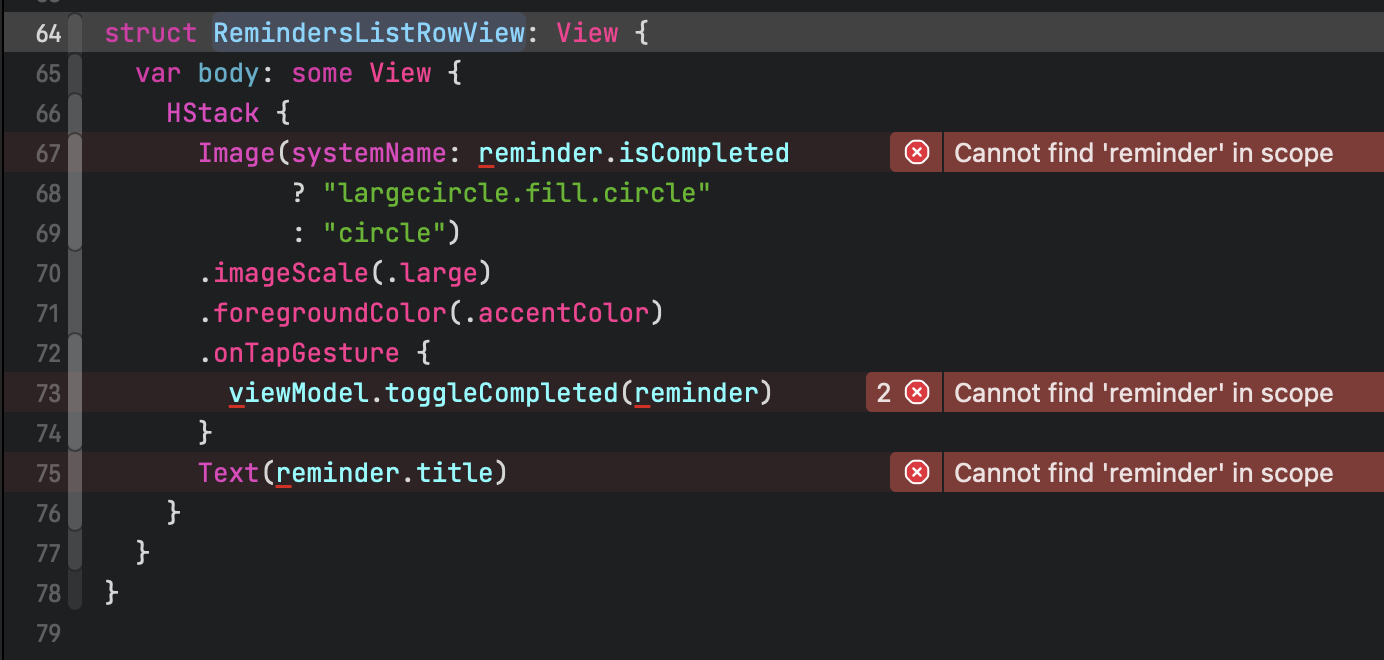 64 struct RemindersListRowView: View {
65 var body: some View {
66 HStack {
67 Image(systemName: reminder.isCompleted Cannot find 'reminder' in scope
68 ? "largecircle.fill.circle"
69 : "circle")
70 .imageScale(.large)
71 .foregroundColor(.accentColor)
72 .onTapGesture {
73 viewModel.toggleCompleted(reminder) 2 Cannot find 'reminder' in scope
74 }
75 Text(reminder.title) Cannot find 'reminder' in scope
76 }
77 }
78 }
79